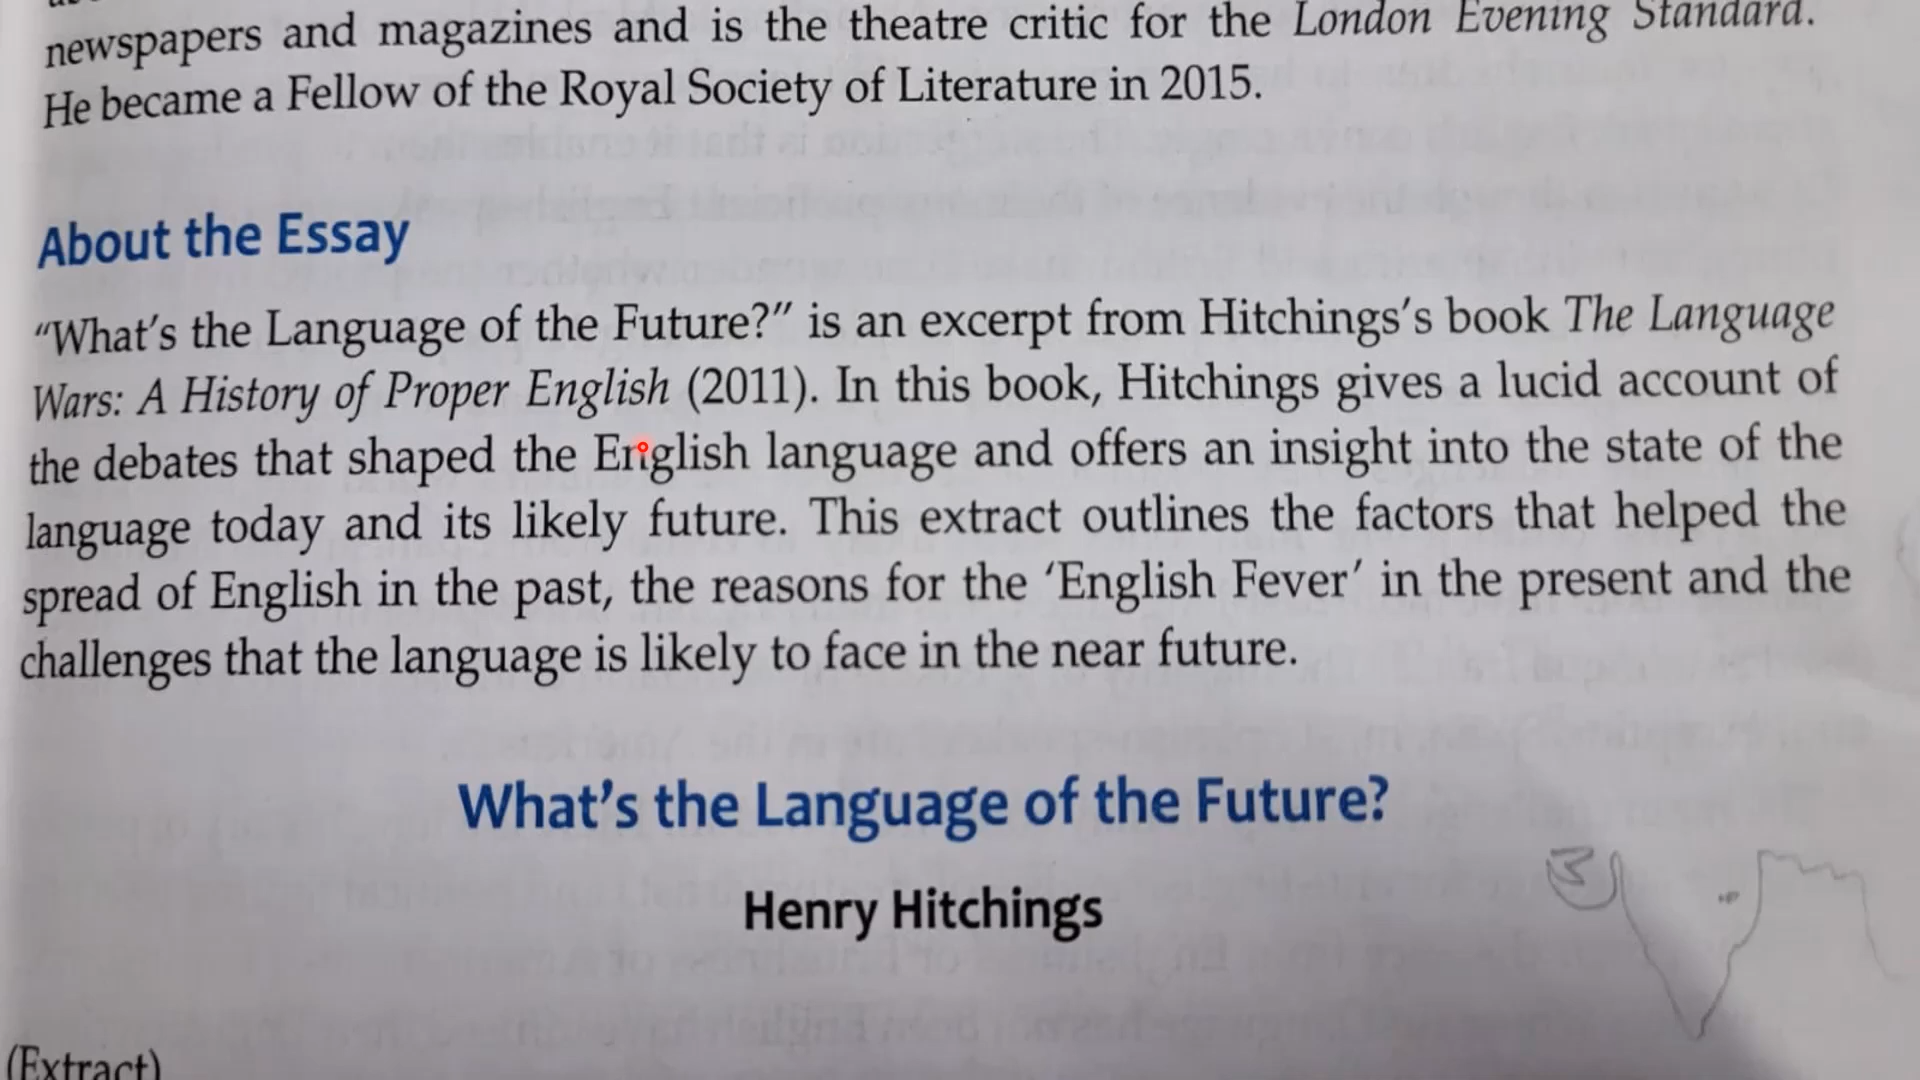 newspapers and magazines and is the theatre critic for the London Evening Standard.
He became a Fellow of the Royal Society of Literature in 2015.
About the Essay
“What’s the Language of the Future?” is an excerpt from Hitchings’s book The Language
Wars: A History of Proper English (2011). In this book, Hitchings gives a lucid account of
the debates that shaped the English language and offers an insight into the state of the
language today and its likely future. This extract outlines the factors that helped the
spread of English in the past, the reasons for the ‘English Fever’ in the present and the
challenges that the language is likely to face in the near future.
What’s the Language of the Future?
Henry Hitchings
(Extract)